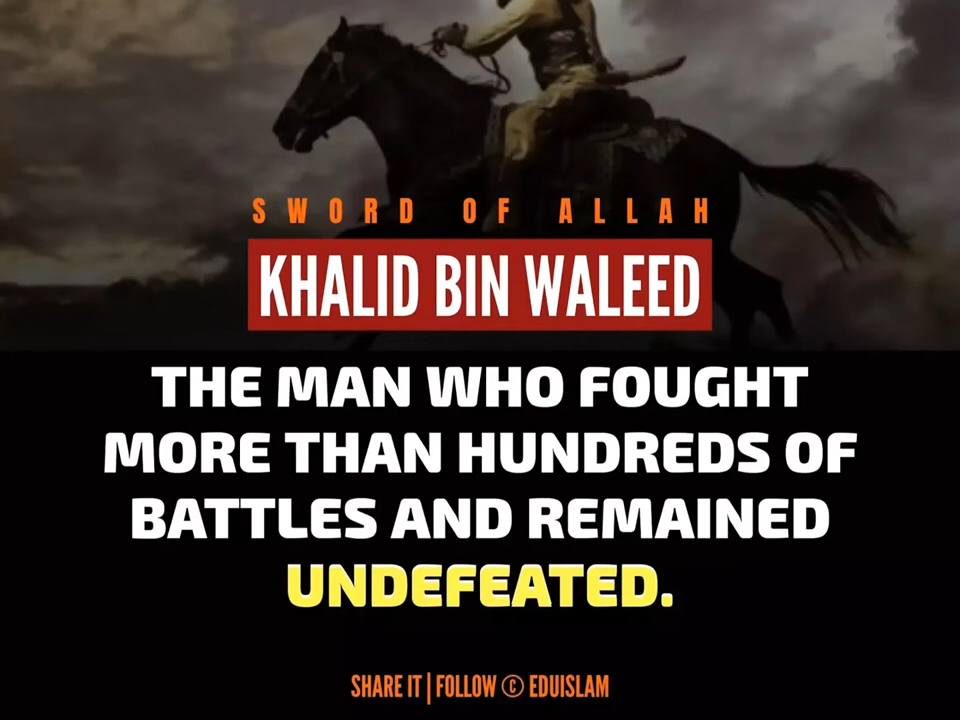 SWORD OF ALLAH
KHALID BIN WALEED
THE MAN WHO FOUGHT
MORE THAN HUNDREDS OF
BATTLES AND REMAINED
UNDEFEATED.
SHARE IT | FOLLOW © EDUISLAM